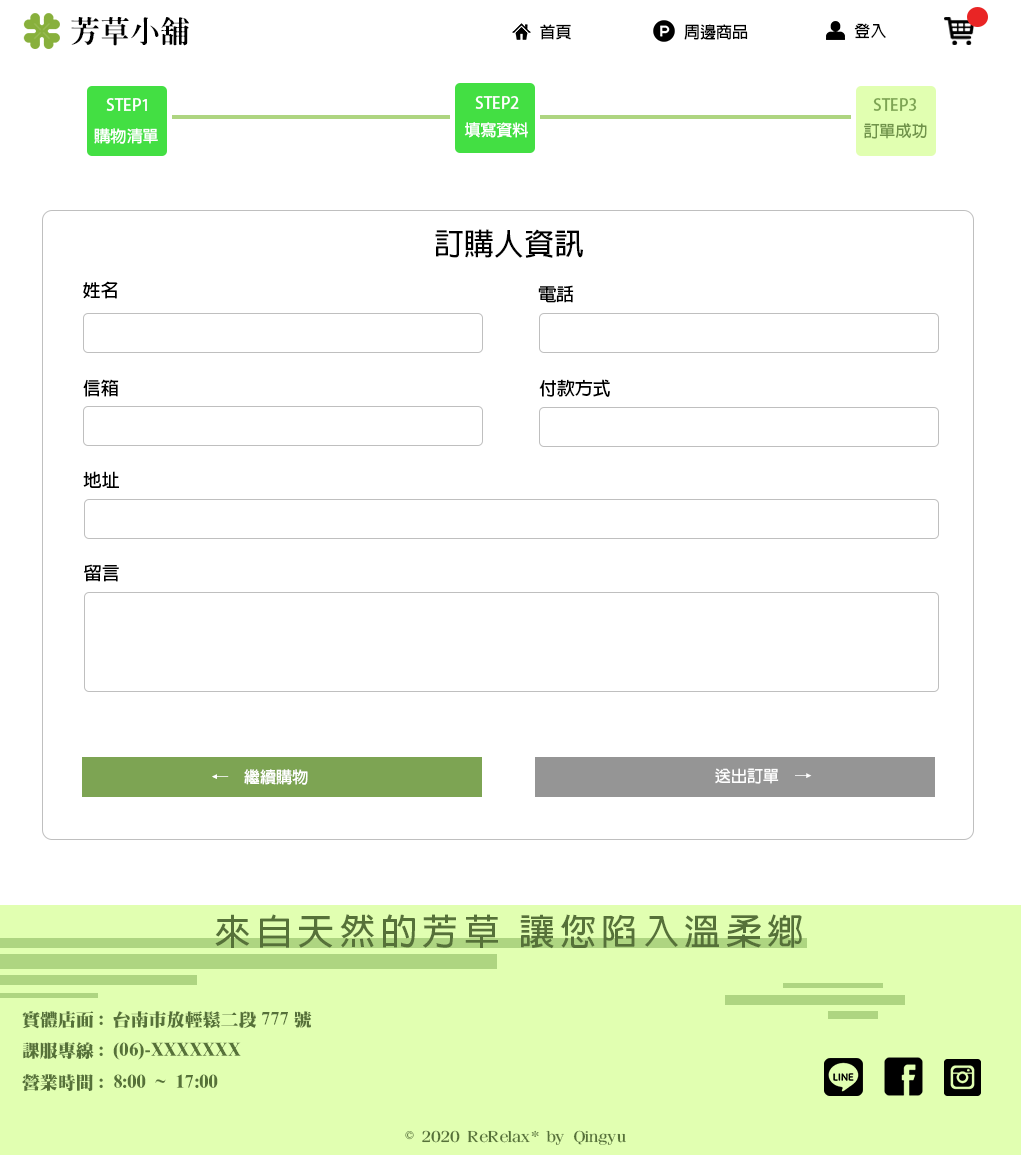 芳草小舖
首頁
周邊商品
登入
STEP1
購物清單
STEP2
填寫資料
STEP3
訂單成功
訂購人資訊
姓名
電話
信箱
付款方式
地址
留言
← 繼續購物
送出訂單 →
來自天然的芳草 讓您陷入溫柔鄉
實體店面： 台南市放輕鬆二段 777 號
課服專線： (06)-XXXXXXX
營業時間： 8:00 ~ 17:00
LINE
© 2020 ReRelax* by Qingyu